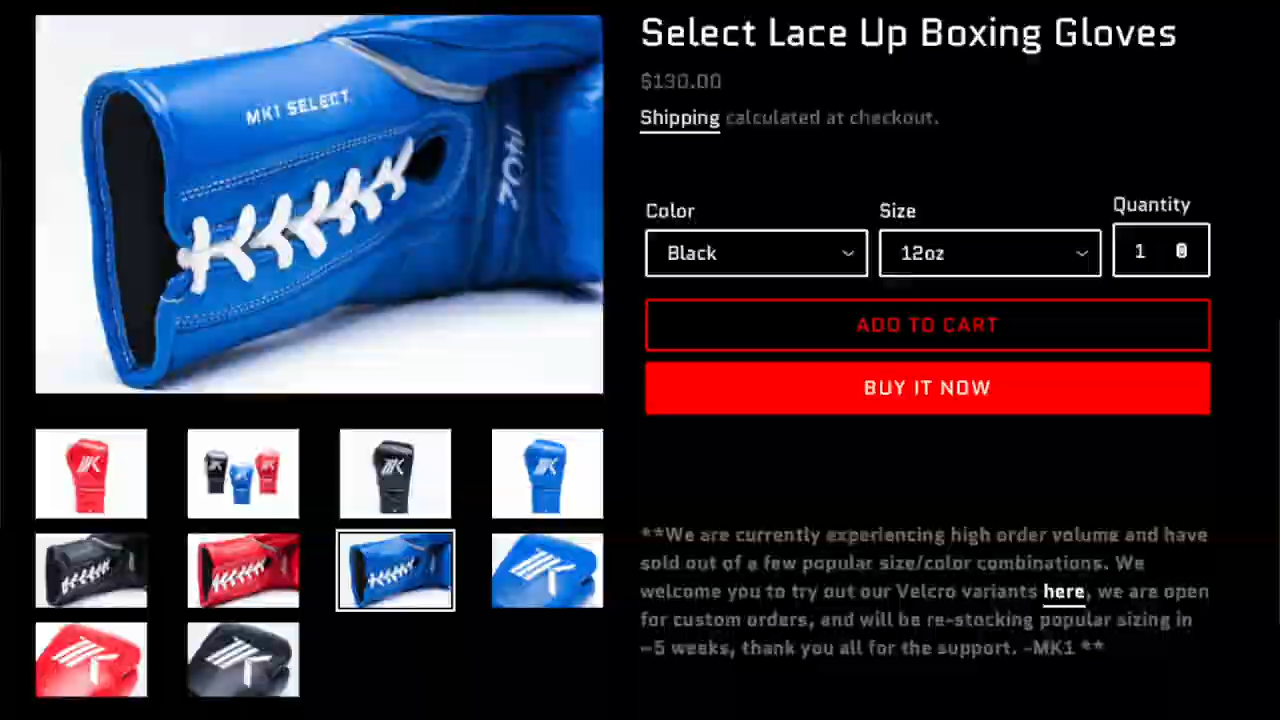 Select Lace Up Boxing Gloves
$130.00
Shipping calculated at checkout.
MK1 SELECT
14OZ
Color
Size
Quantity
Black
12oz
1
ADD TO CART
BUY IT NOW
**We are currently experiencing high order volume and have
sold out of a few popular size/color combinations. We
welcome you to try out our Velcro variants here, we are open
for custom orders, and will be re-stocking popular sizing in
~5 weeks, thank you all for the support. -MK1 **